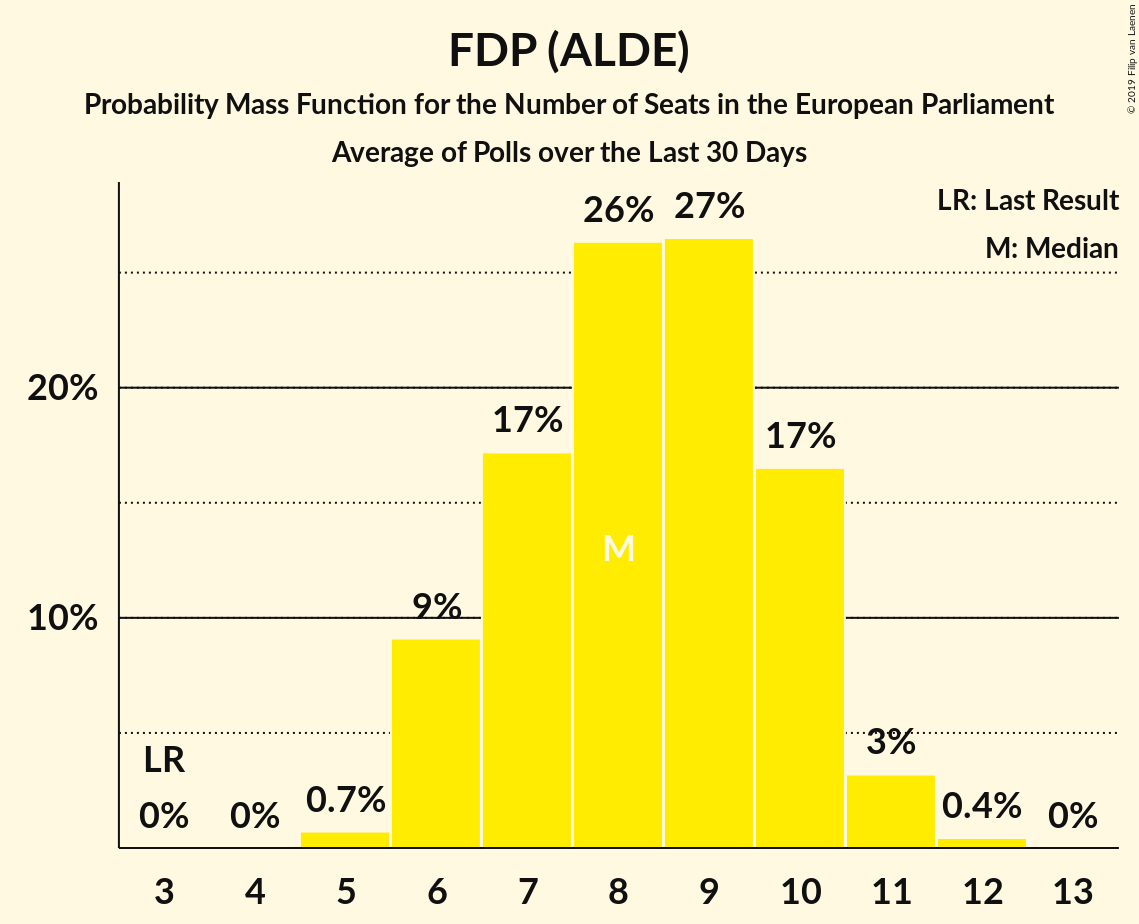 FDP (ALDE)
Probability Mass Function for the Number of Seats in the European Parliament
Average of Polls over the Last 30 Days
© 2019 Filip van Laenen
LR: Last Result
M: Median
26%
27%
20%
17%
17%
M
10%
9%
3%
LR
0%
0%
0.7%
0.4%
0%
3 4 5 6 7 8 9 10 11 12 13